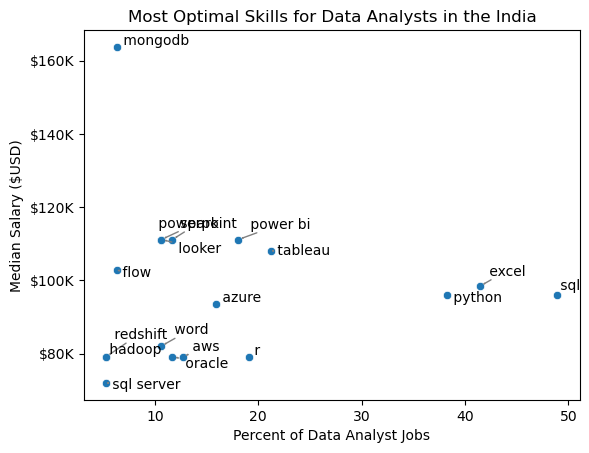 Most Optimal Skills for Data Analysts in the India
Median Salary ($USD)
$160K
$140K
$120K
$100K
$80K
mongodb
powerpoint
spark
power bi
looker
tableau
flow
excel
sql
azure
python
redshift
word
hadoop
aws
r
oracle
sql server
10
20
30
40
50
Percent of Data Analyst Jobs